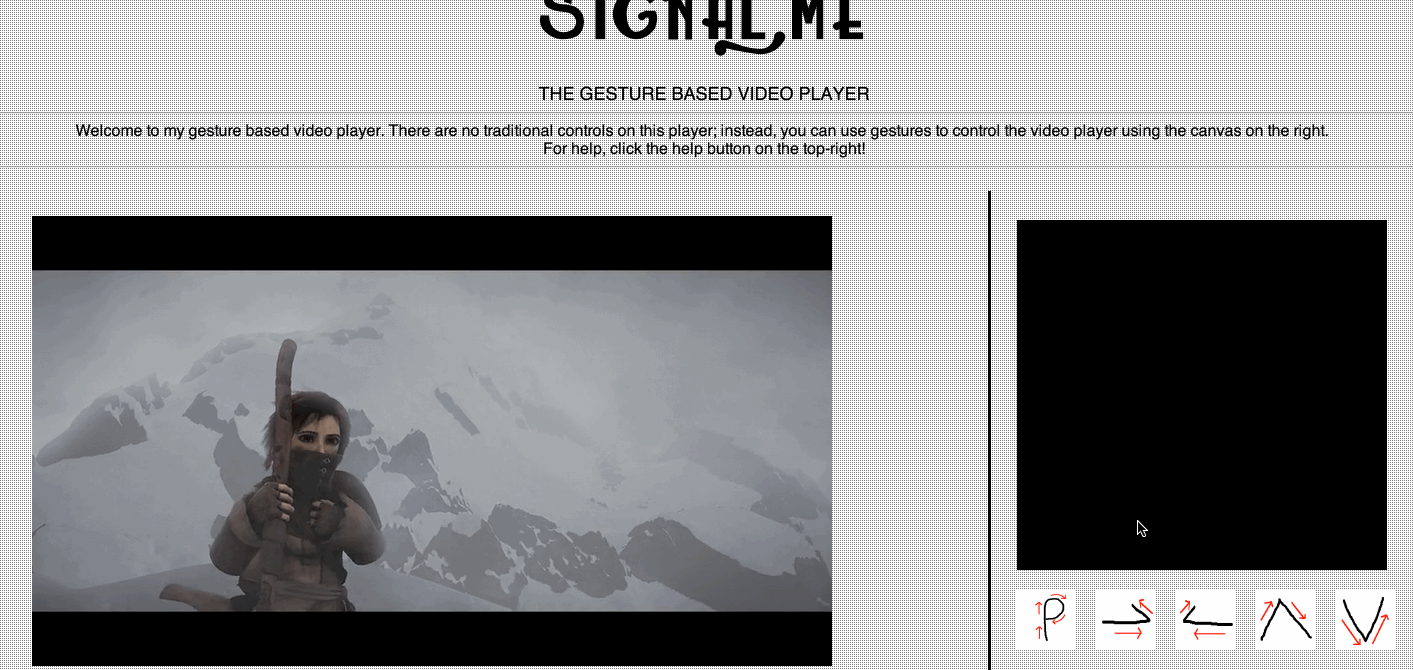 SIGNAL ME
THE GESTURE BASED VIDEO PLAYER
Welcome to my gesture based video player. There are no traditional controls on this player; instead, you can use gestures to control the video player using the canvas on the right.
For help, click the help button on the top-right!
P